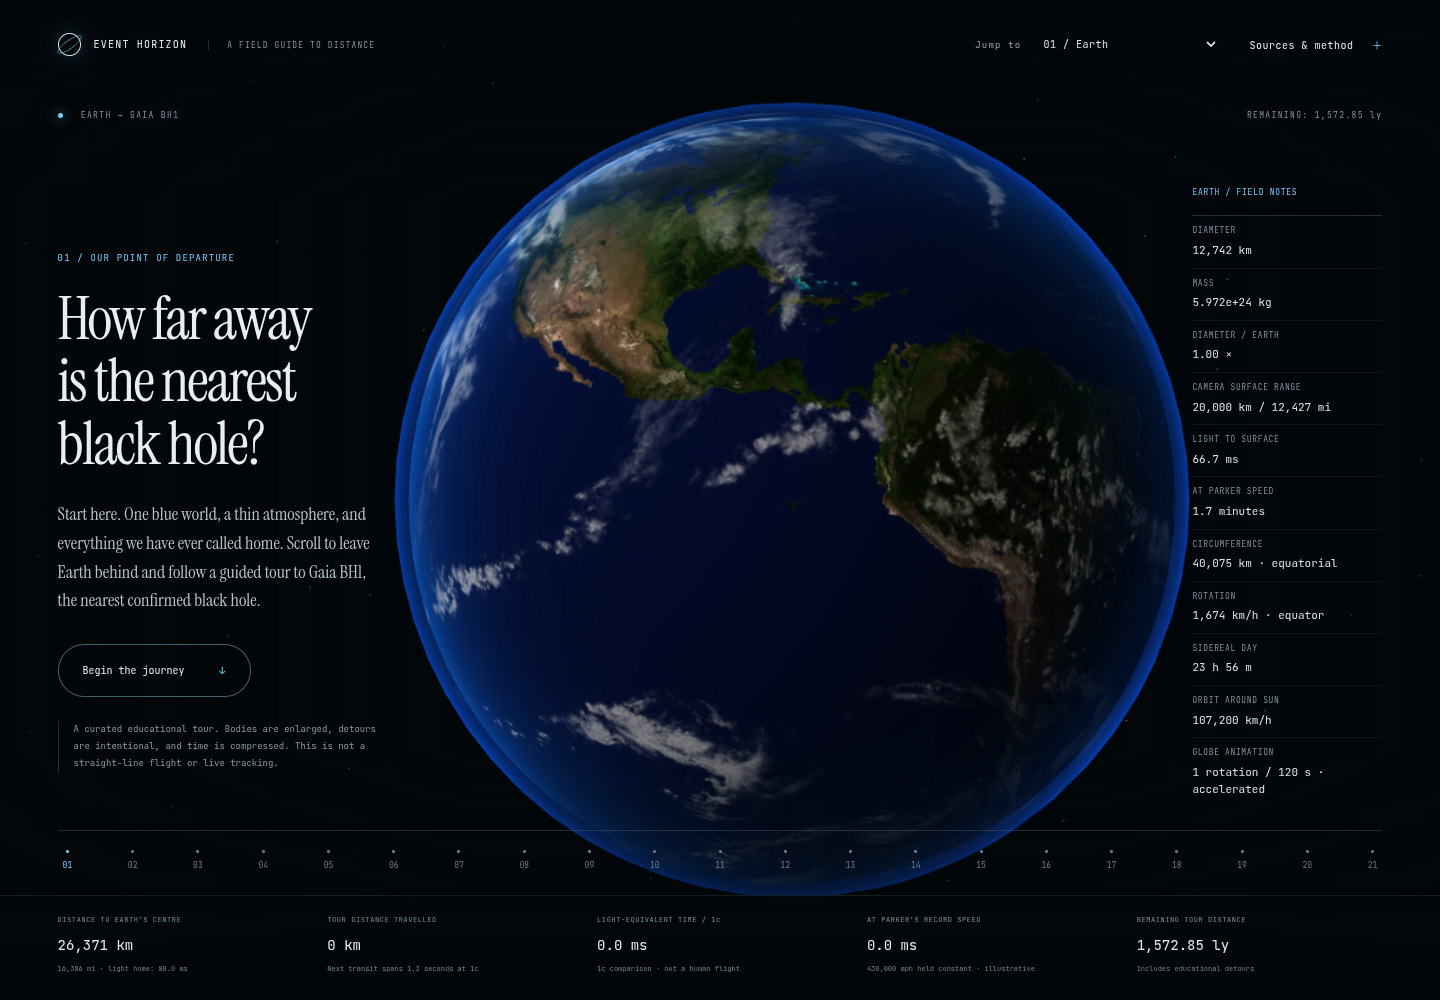 EVENT HORIZON
A FIELD GUIDE TO DISTANCE
Jump to
01 / Earth
Sources & method +
EARTH → GAIA BH1
REMAINING: 1,572.85 ly
01 / OUR POINT OF DEPARTURE
How far away
is the nearest
black hole?
Start here. One blue world, a thin atmosphere, and
everything we have ever called home. Scroll to leave
Earth behind and follow a guided tour to Gaia BH1,
the nearest confirmed black hole.
Begin the journey ↓
A curated educational tour. Bodies are enlarged, detours
are intentional, and time is compressed. This is not a
straight-line flight or live tracking.
EARTH / FIELD NOTES
DIAMETER
12,742 km
MASS
5.972e+24 kg
DIAMETER / EARTH
1.00 ×
CAMERA SURFACE RANGE
20,000 km / 12,427 mi
LIGHT TO SURFACE
66.7 ms
AT PARKER SPEED
1.7 minutes
CIRCUMFERENCE
40,075 km · equatorial
ROTATION
1,674 km/h · equator
SIDEREAL DAY
23 h 56 m
ORBIT AROUND SUN
107,200 km/h
GLOBE ANIMATION
1 rotation / 120 s ·
accelerated
01 02 03 04 05 06 07 08 09 10 11 12 13 14 15 16 17 18 19 20 21
DISTANCE TO EARTH'S CENTRE
26,371 km
16,386 mi · light home: 88.0 ms
TOUR DISTANCE TRAVELLED
0 km
Next transit spans 1.3 seconds at 1c
LIGHT-EQUIVALENT TIME / 1c
0.0 ms
1c comparison · not a human flight
AT PARKER'S RECORD SPEED
0.0 ms
430,000 mph held constant · illustrative
REMAINING TOUR DISTANCE
1,572.85 ly
Includes educational detours